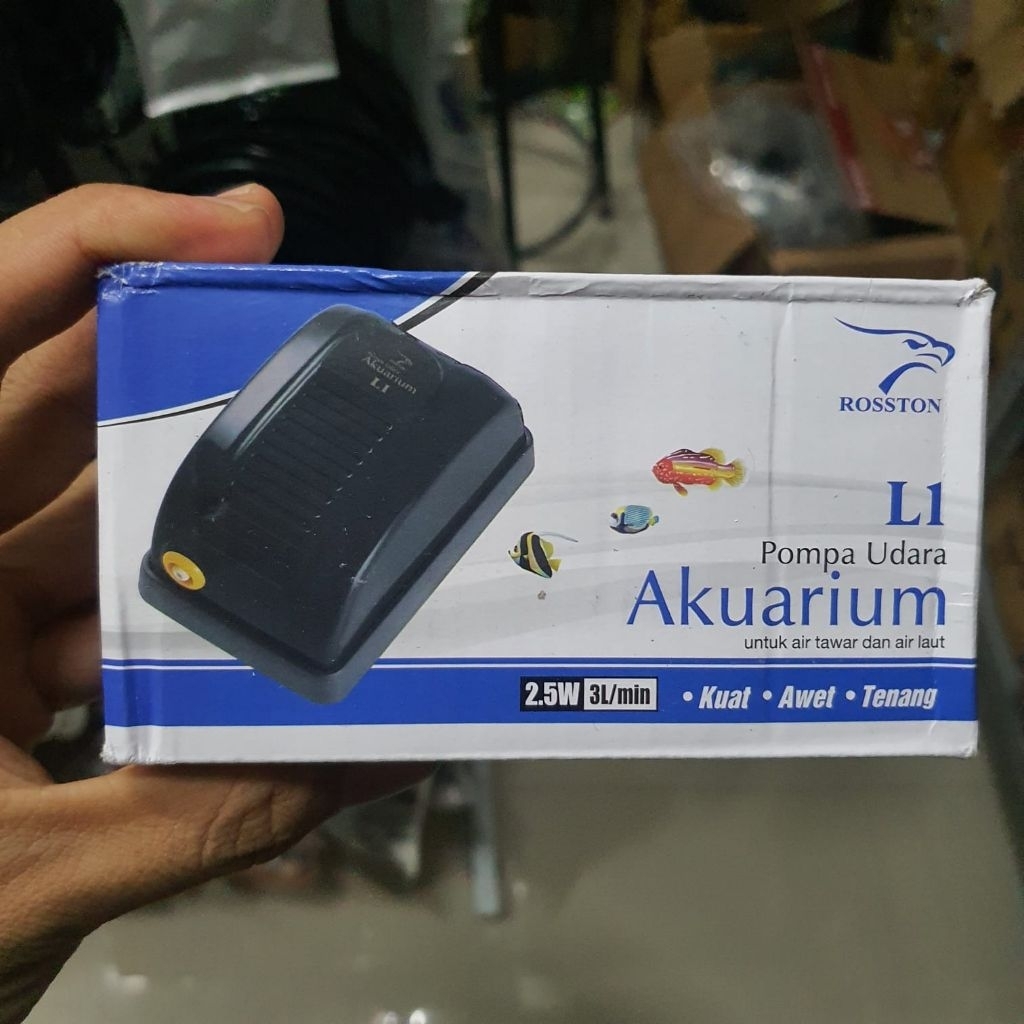 Akuarium
L1
ROSSTON
L1
Pompa Udara
Akuarium
untuk air tawar dan air laut
2.5W 3L/min • Kuat • Awet • Tenang